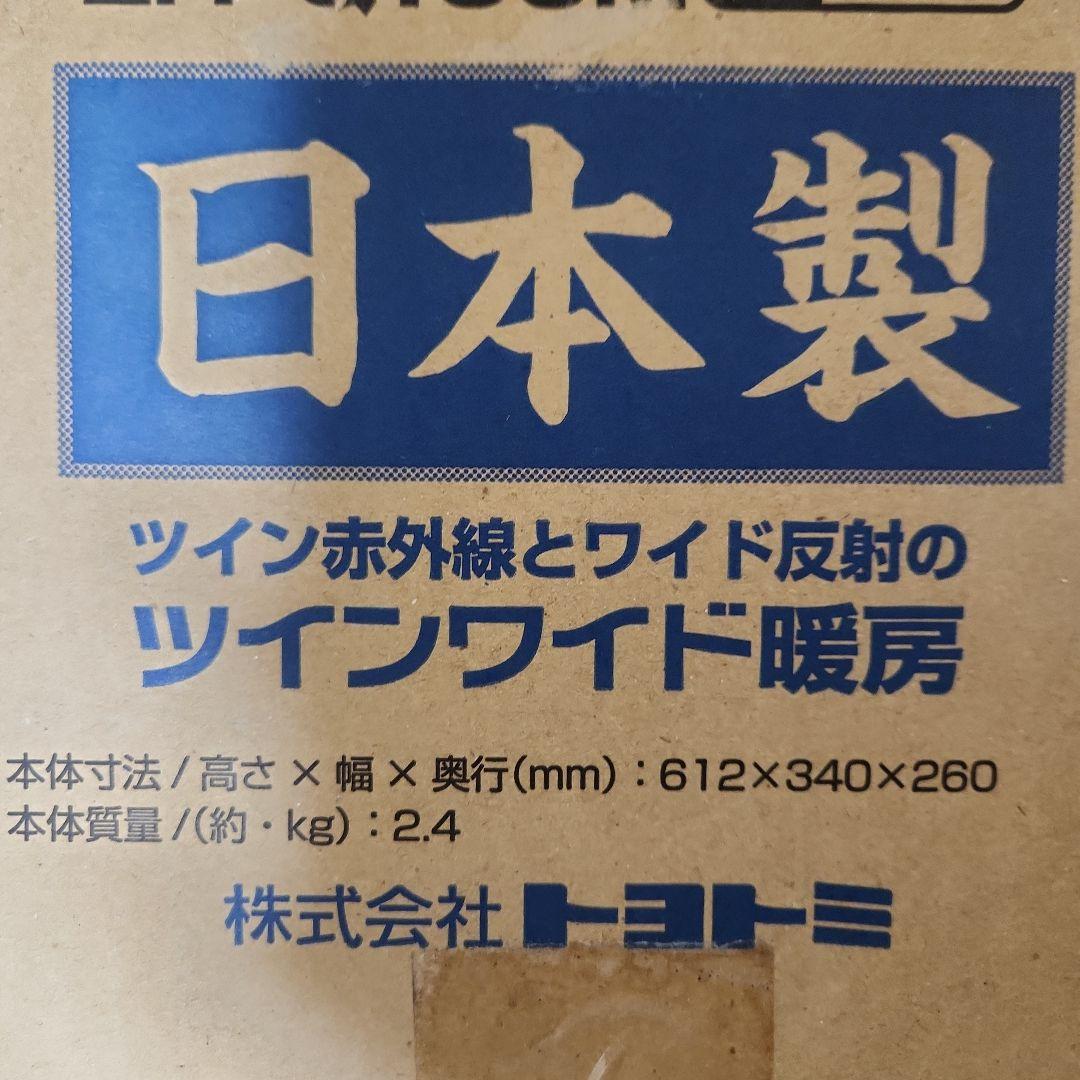 日本製
ツイン赤外線とワイド反射の
ツインワイド暖房
本体寸法/高さ×幅×奥行(mm):612×340×260
本体質量/(約・kg):2.4
株式会社トヨトミ